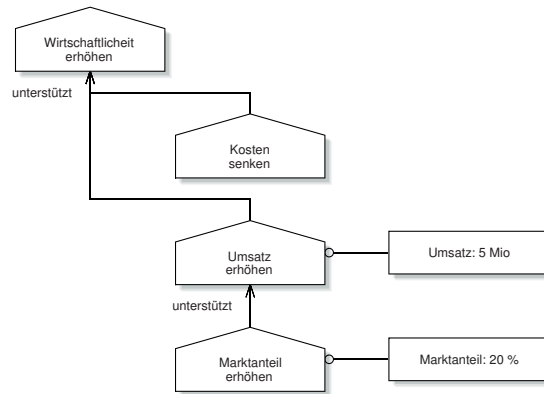 Wirtschaftlicheit
erhöhen
unterstützt
Kosten
senken
Umsatz
erhöhen
Umsatz: 5 Mio
unterstützt
Marktanteil
erhöhen
Marktanteil: 20 %